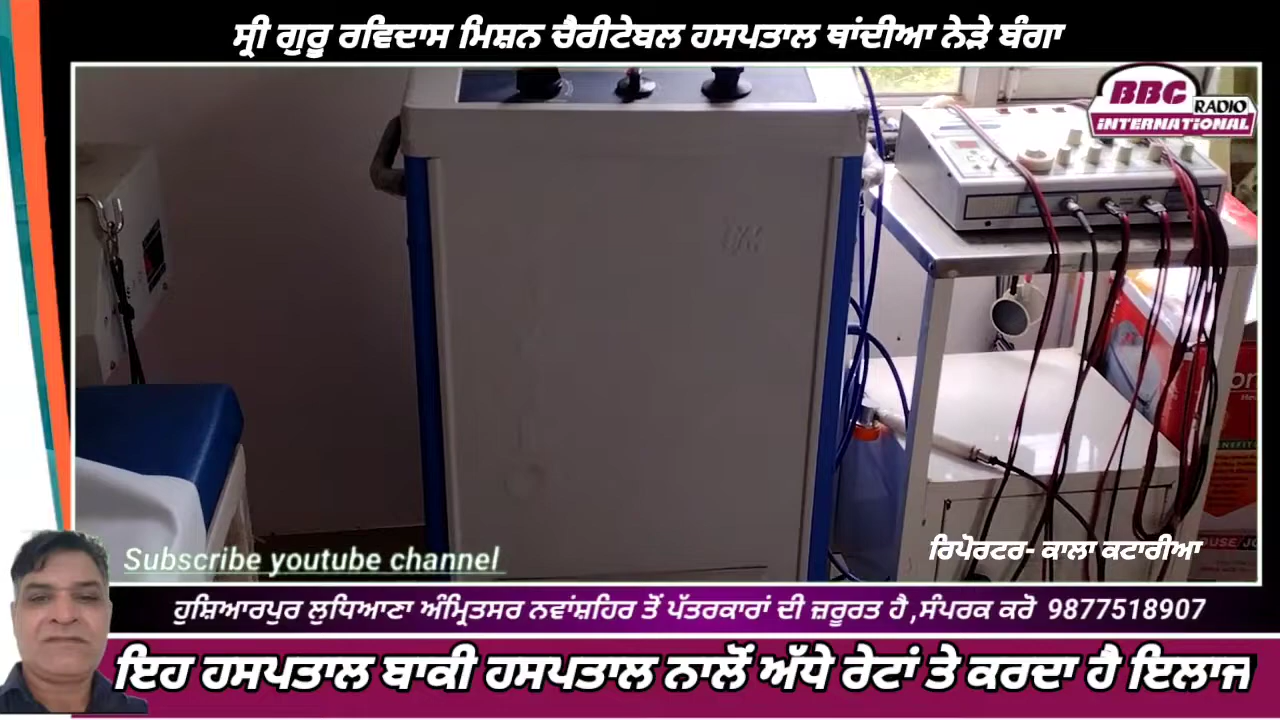 ਸ੍ਰੀ ਗੁਰੂ ਰਵਿਦਾਸ ਮਿਸ਼ਨ ਚੈਰੀਟੇਬਲ ਹਸਪਤਾਲ ਥਾਂਦੀਆ ਨੇੜੇ ਬੰਗਾ
BBC RADIO
INTERNATIONAL
Subscribe youtube channel
ਰਿਪੋਰਟਰ- ਕਾਲਾ ਕਟਾਰੀਆ
ਹੁਸ਼ਿਆਰਪੁਰ ਲੁਧਿਆਣਾ ਅੰਮ੍ਰਿਤਸਰ ਨਵਾਂਸ਼ਹਿਰ ਤੋਂ ਪੱਤਰਕਾਰਾਂ ਦੀ ਜ਼ਰੂਰਤ ਹੈ ,ਸੰਪਰਕ ਕਰੋ 9877518907
ਇਹ ਹਸਪਤਾਲ ਬਾਕੀ ਹਸਪਤਾਲ ਨਾਲੋਂ ਅੱਧੇ ਰੇਟਾਂ ਤੇ ਕਰਦਾ ਹੈ ਇਲਾਜ